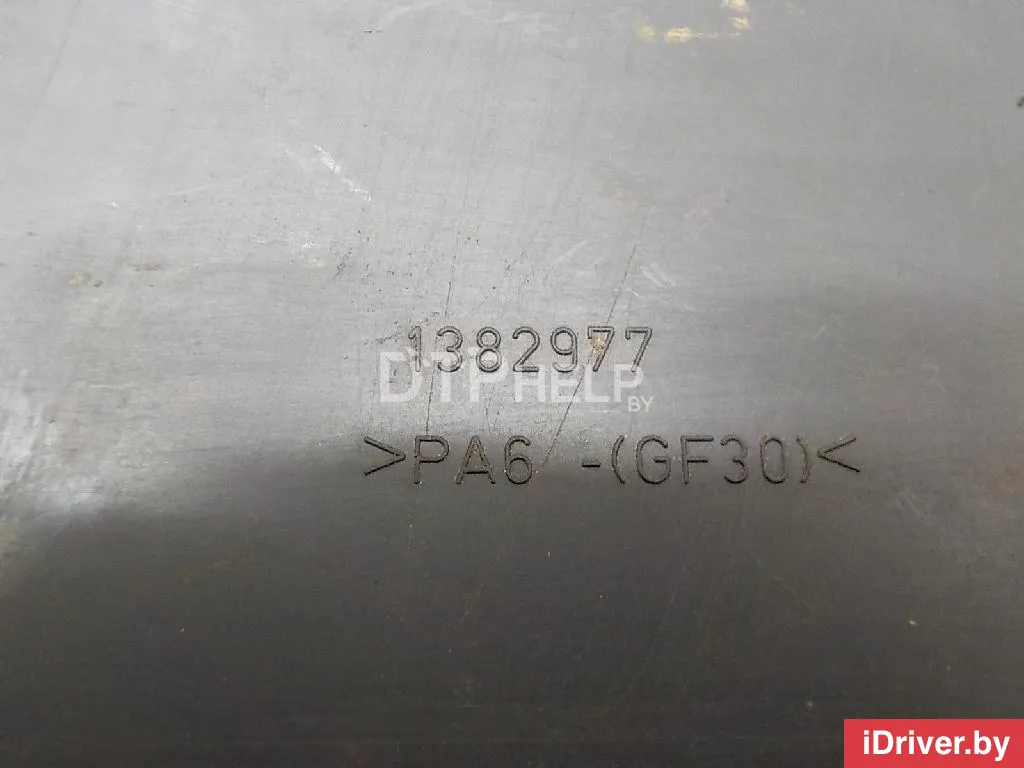 1382977
DTPHELP
BY
>PA6 -(GF30)<
iDriver.by